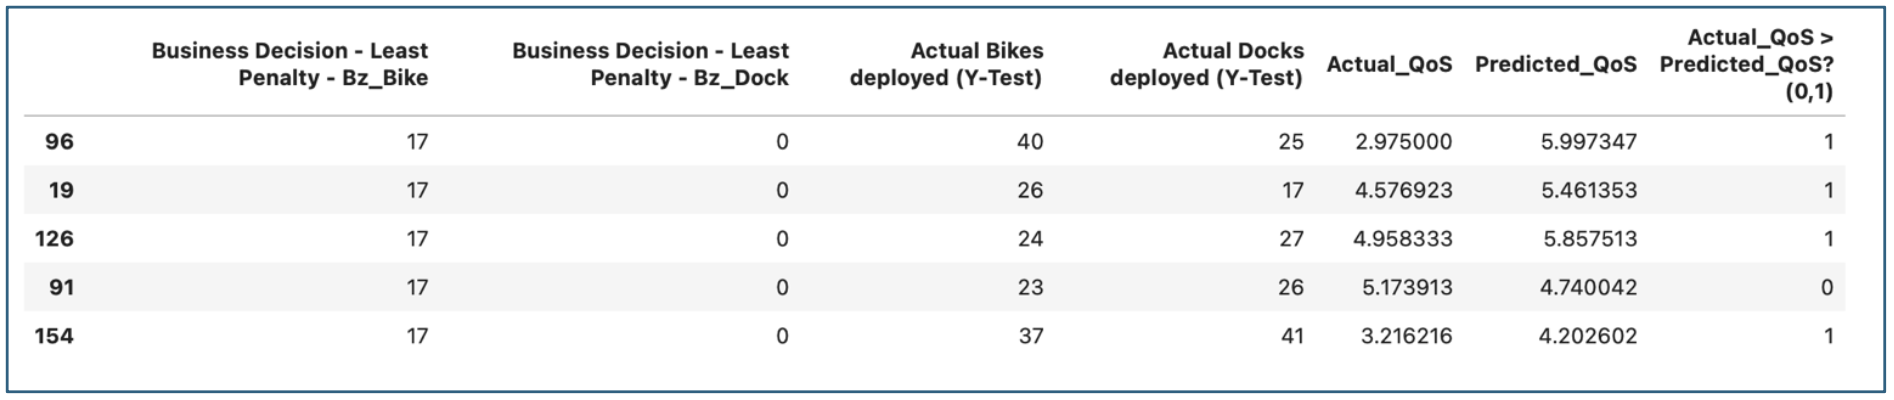 Business Decision - Least Penalty - Bz_Bike Business Decision - Least Penalty - Bz_Dock Actual Bikes deployed (Y-Test) Actual Docks deployed (Y-Test) Actual_QoS Predicted_QoS Actual_QoS > Predicted_QoS? (0,1)
96 17 0 40 25 2.975000 5.997347 1
19 17 0 26 17 4.576923 5.461353 1
126 17 0 24 27 4.958333 5.857513 1
91 17 0 23 26 5.173913 4.740042 0
154 17 0 37 41 3.216216 4.202602 1